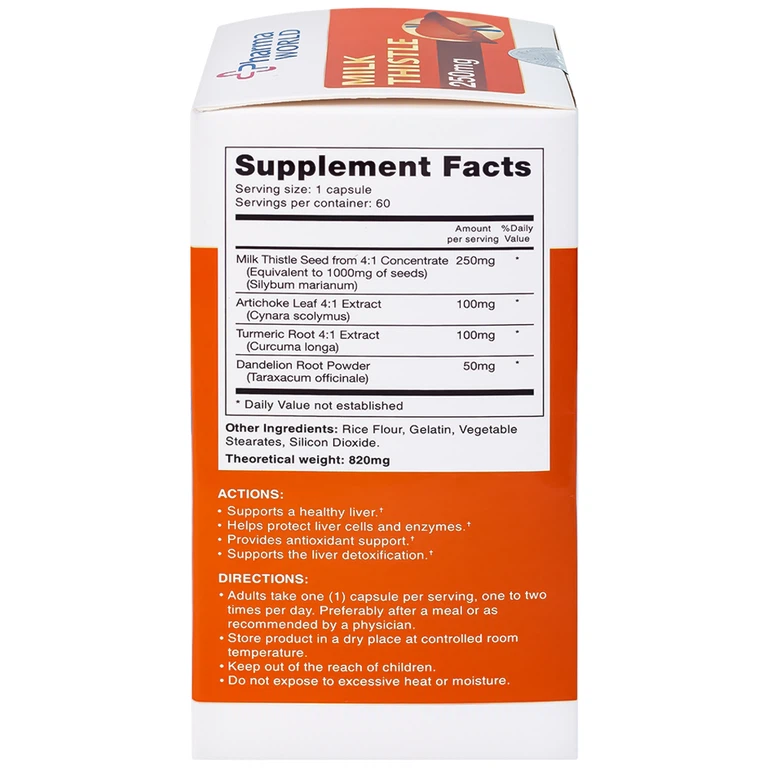 Pharma
WORLD
MILK
THISTLE
250mg
Supplement Facts
Serving size: 1 capsule
Servings per container: 60
Amount %Daily
per serving Value
Milk Thistle Seed from 4:1 Concentrate 250mg *
(Equivalent to 1000mg of seeds)
(Silybum marianum)
Artichoke Leaf 4:1 Extract 100mg *
(Cynara scolymus)
Turmeric Root 4:1 Extract 100mg *
(Curcuma longa)
Dandelion Root Powder 50mg *
(Taraxacum officinale)
* Daily Value not established
Other Ingredients: Rice Flour, Gelatin, Vegetable
Stearates, Silicon Dioxide.
Theoretical weight: 820mg
ACTIONS:
• Supports a healthy liver.†
• Helps protect liver cells and enzymes.†
• Provides antioxidant support.†
• Supports the liver detoxification.†
DIRECTIONS:
• Adults take one (1) capsule per serving, one to two
times per day. Preferably after a meal or as
recommended by a physician.
• Store product in a dry place at controlled room
temperature.
• Keep out of the reach of children.
• Do not expose to excessive heat or moisture.